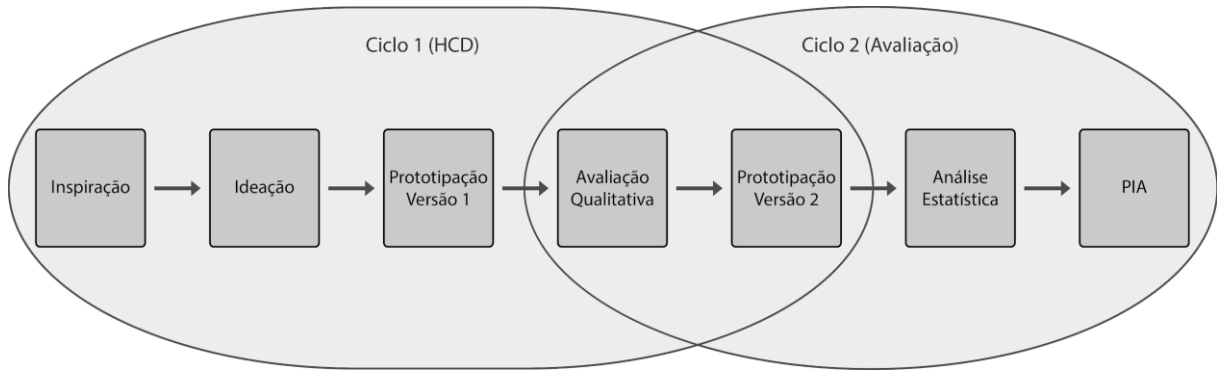 Ciclo 1 (HCD)
Ciclo 2 (Avaliação)
Inspiração
Ideação
Prototipação
Versão 1
Avaliação
Qualitativa
Prototipação
Versão 2
Análise
Estatística
PIA